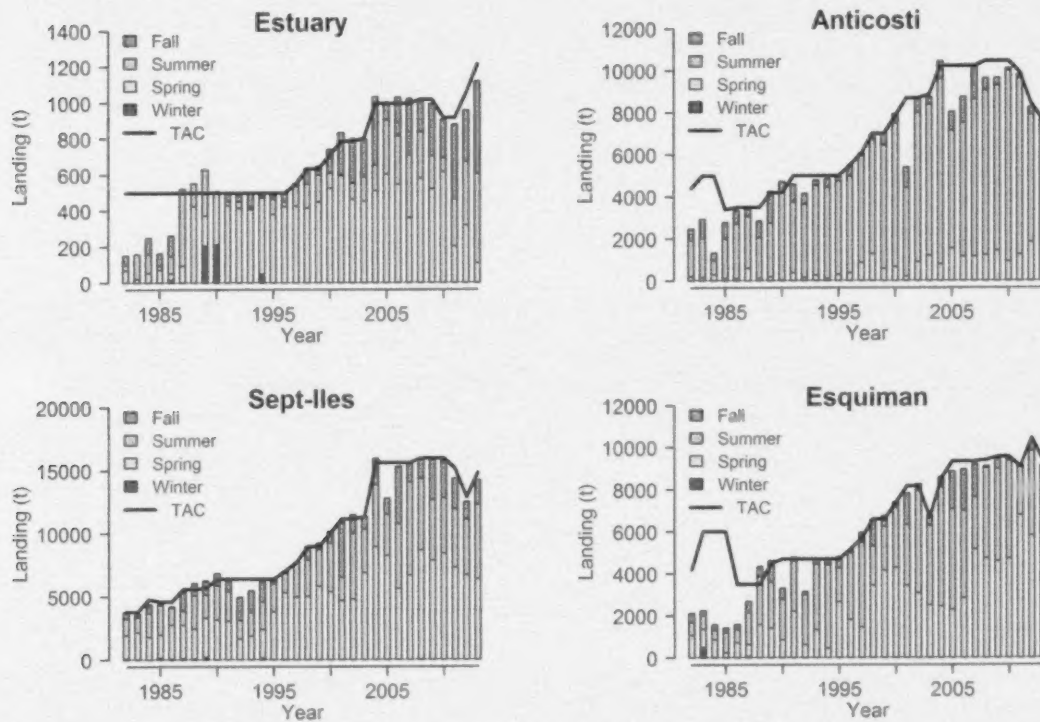 Estuary
1400
1200
1000
800
600
400
200
0
Landing (t)
Fall
Summer
Spring
Winter
TAC
1985
1995
2005
Year
Anticosti
12000
10000
8000
6000
4000
2000
0
Landing (t)
Fall
Summer
Spring
Winter
TAC
1985
1995
2005
Year
Sept-Iles
20000
15000
10000
5000
0
Landing (t)
Fall
Summer
Spring
Winter
TAC
1985
1995
2005
Year
Esquiman
12000
10000
8000
6000
4000
2000
0
Landing (t)
Fall
Summer
Spring
Winter
TAC
1985
1995
2005
Year